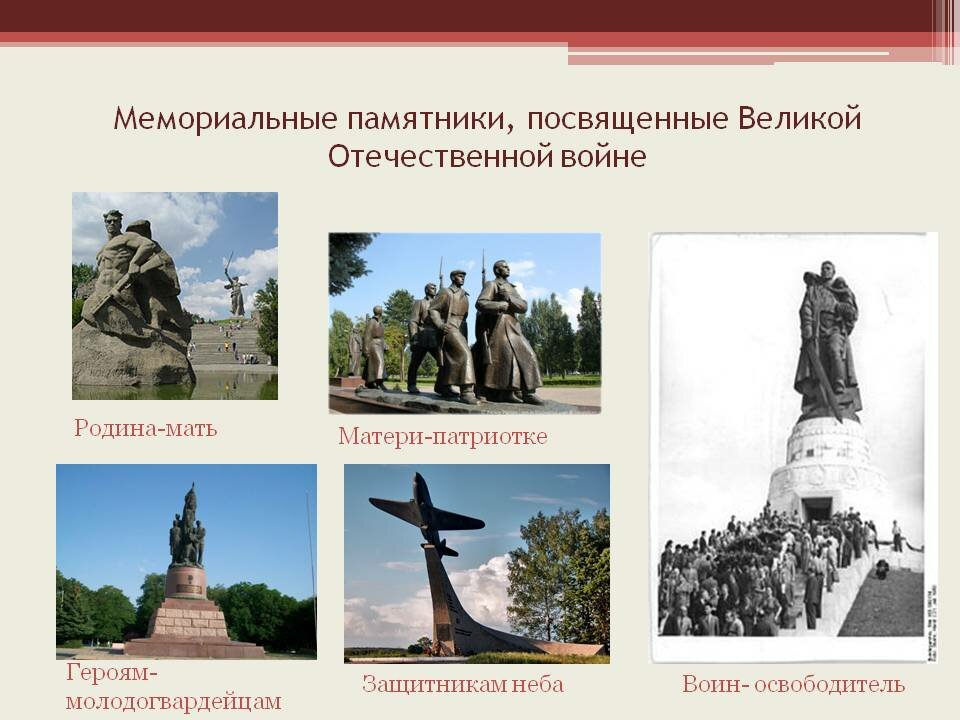 Мемориальные памятники, посвященные Великой
Отечественной войне
Родина-мать
Матери-патриотке
Героям-
молодогвардейцам
Защитникам неба
Воин- освободитель